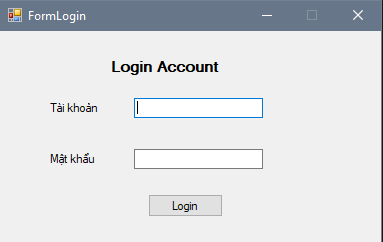 FormLogin
Login Account
Tài khoản
Mật khẩu
Login